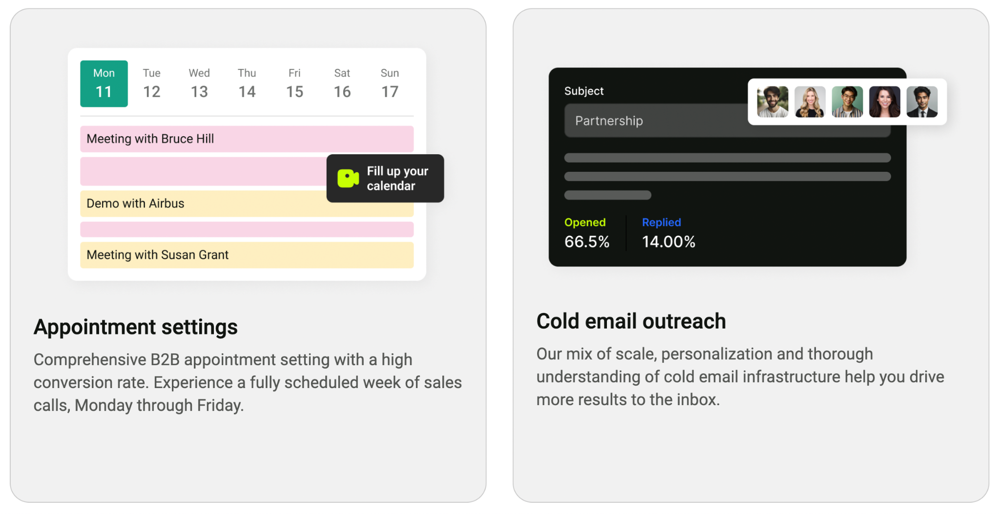 Mon Tue Wed Thu Fri Sat Sun
11 12 13 14 15 16 17
Meeting with Bruce Hill
Fill up your
calendar
Demo with Airbus
Meeting with Susan Grant
Appointment settings
Comprehensive B2B appointment setting with a high
conversion rate. Experience a fully scheduled week of sales
calls, Monday through Friday.
Subject
Partnership
Opened Replied
66.5% 14.00%
Cold email outreach
Our mix of scale, personalization and thorough
understanding of cold email infrastructure help you drive
more results to the inbox.